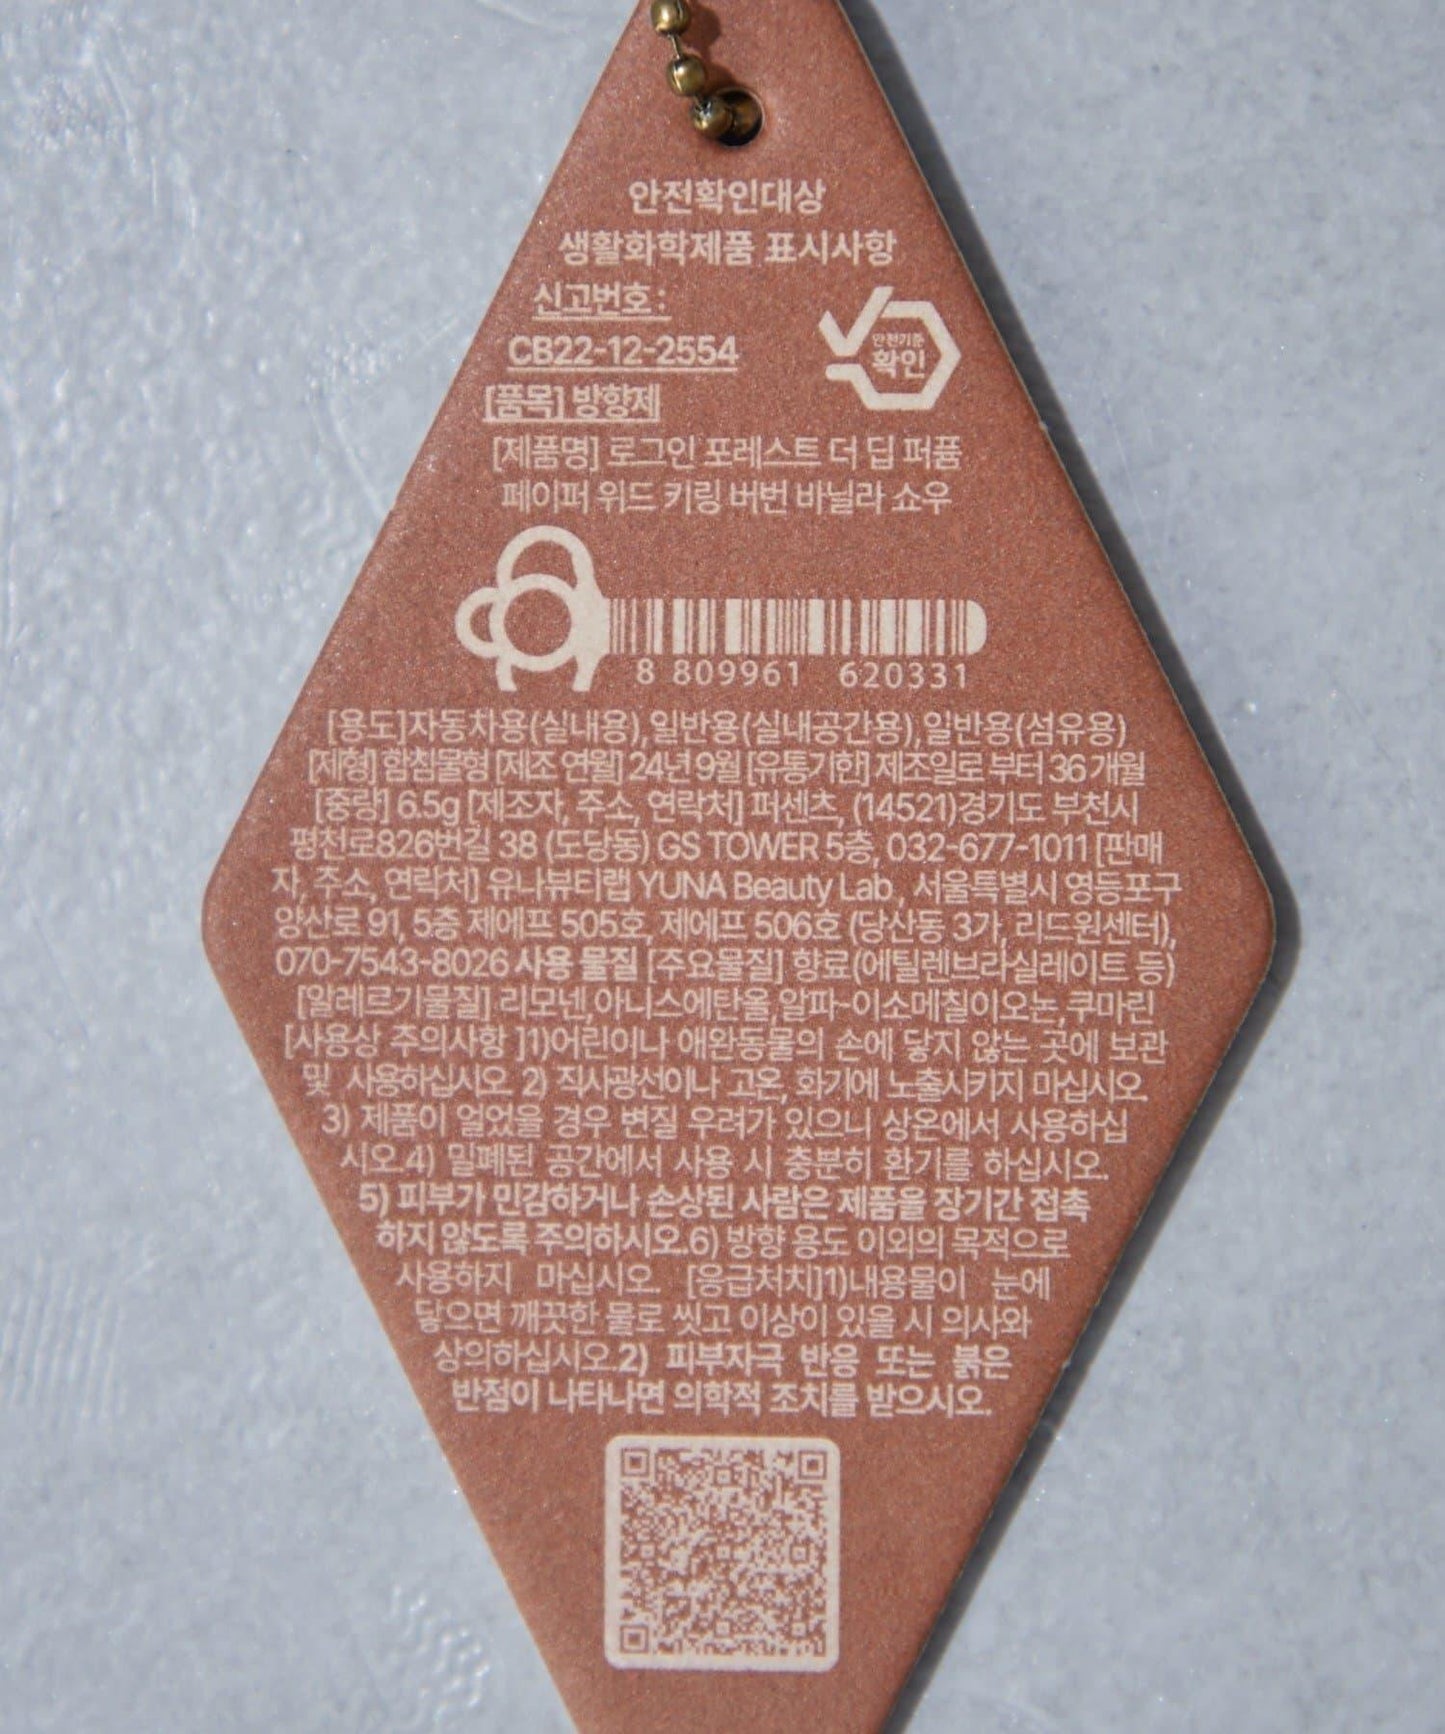 안전확인대상
생활화학제품 표시사항
신고번호 :
CB22-12-2554
안전기준
확인
[품목] 방향제
[제품명] 로그인 포레스트 더 딥 퍼퓸
페이퍼 위드 키링 버번 바닐라 쇼우
8 809961 620331
[용도]자동차용(실내용),일반용(실내공간용),일반용(섬유용)
[제형]함침물형 [제조 연월] 24년 9월 [유통기한] 제조일로 부터 36개월
[중량] 6.5g [제조자, 주소, 연락처] 퍼센츠, (14521)경기도 부천시
평천로826번길 38 (도당동) GS TOWER 5층, 032-677-1011 [판매
자, 주소, 연락처] 유나뷰티랩 YUNA Beauty Lab , 서울특별시 영등포구
양산로 91, 5층 제에프 505호, 제에프 506호 (당산동 3가, 리드원센터),
070-7543-8026 사용 물질 [주요물질] 향료(에틸렌브라실레이트 등)
[알레르기물질] 리모넨,아니스에탄올,알파-이소메칠이오논,쿠마린
[사용상 주의사항 ]1)어린이나 애완동물의 손에 닿지 않는 곳에 보관
및 사용하십시오. 2) 직사광선이나 고온, 화기에 노출시키지 마십시오.
3) 제품이 얼었을 경우 변질 우려가 있으니 상온에서 사용하십
시오.4) 밀폐된 공간에서 사용 시 충분히 환기를 하십시오.
5) 피부가 민감하거나 손상된 사람은 제품을 장기간 접촉
하지 않도록 주의하시오.6) 방향 용도 이외의 목적으로
사용하지 마십시오. [응급처치]1)내용물이 눈에
닿으면 깨끗한 물로 씻고 이상이 있을 시 의사와
상의하십시오.2) 피부자극 반응 또는 붉은
반점이 나타나면 의학적 조치를 받으시오.